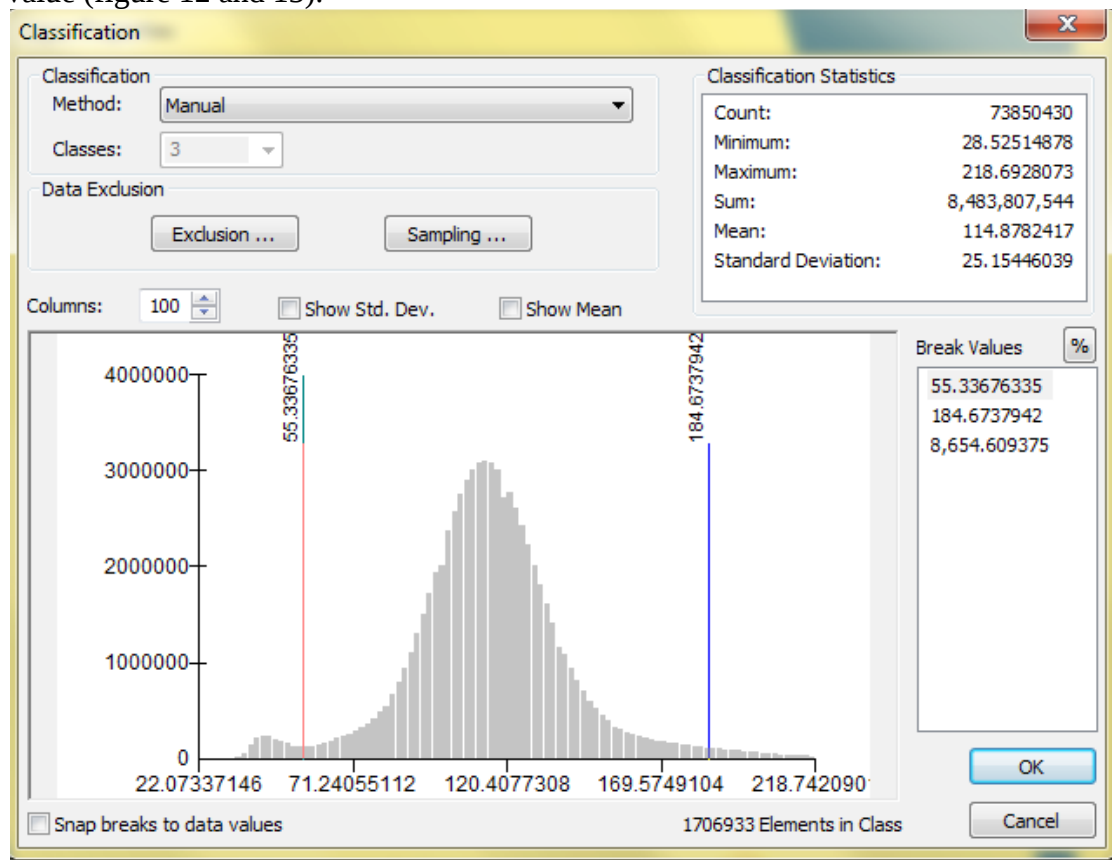 value (figure 12 and 13).
Classification
Classification
Method: Manual
Classes: 3
Data Exclusion
Exclusion ...
Sampling ...
Classification Statistics
Count: 73850430
Minimum: 28.52514878
Maximum: 218.6928073
Sum: 8,483,807,544
Mean: 114.8782417
Standard Deviation: 25.15446039
Columns: 100
Show Std. Dev.
Show Mean
Break Values
%
55.33676335
184.6737942
8,654.609375
55.33676335
184.6737942
4000000
3000000
2000000
1000000
0
22.07337146 71.24055112 120.4077308 169.5749104 218.742090
Snap breaks to data values
1706933 Elements in Class
OK
Cancel